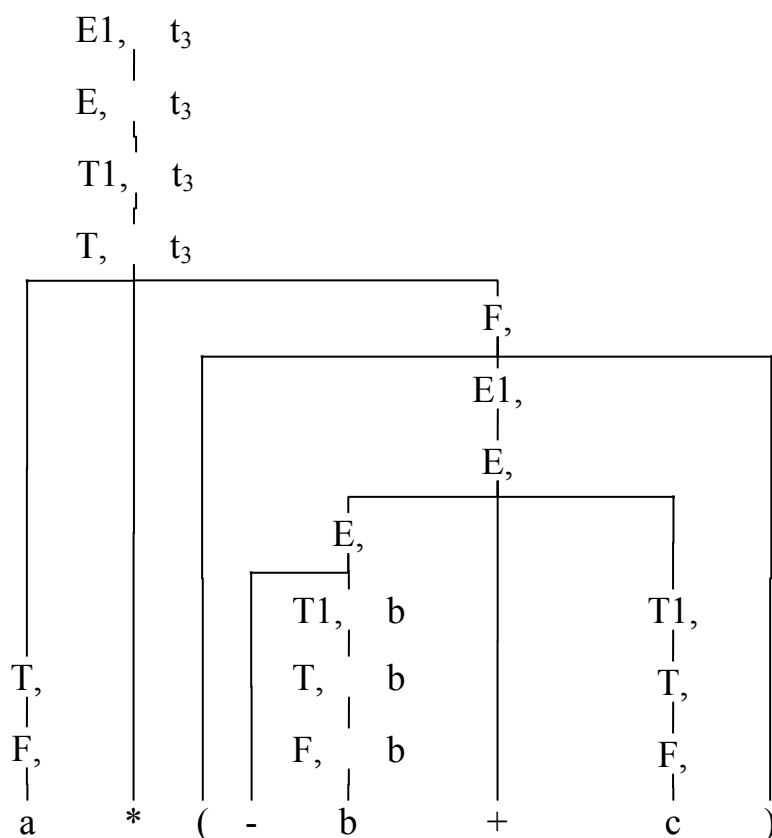 E1, t₃
E, t₃
T1, t₃
T, t₃
F,
E1,
E,
E,
T1, b T1,
T, T, b T,
F, F, b F,
a * ( - b + c )